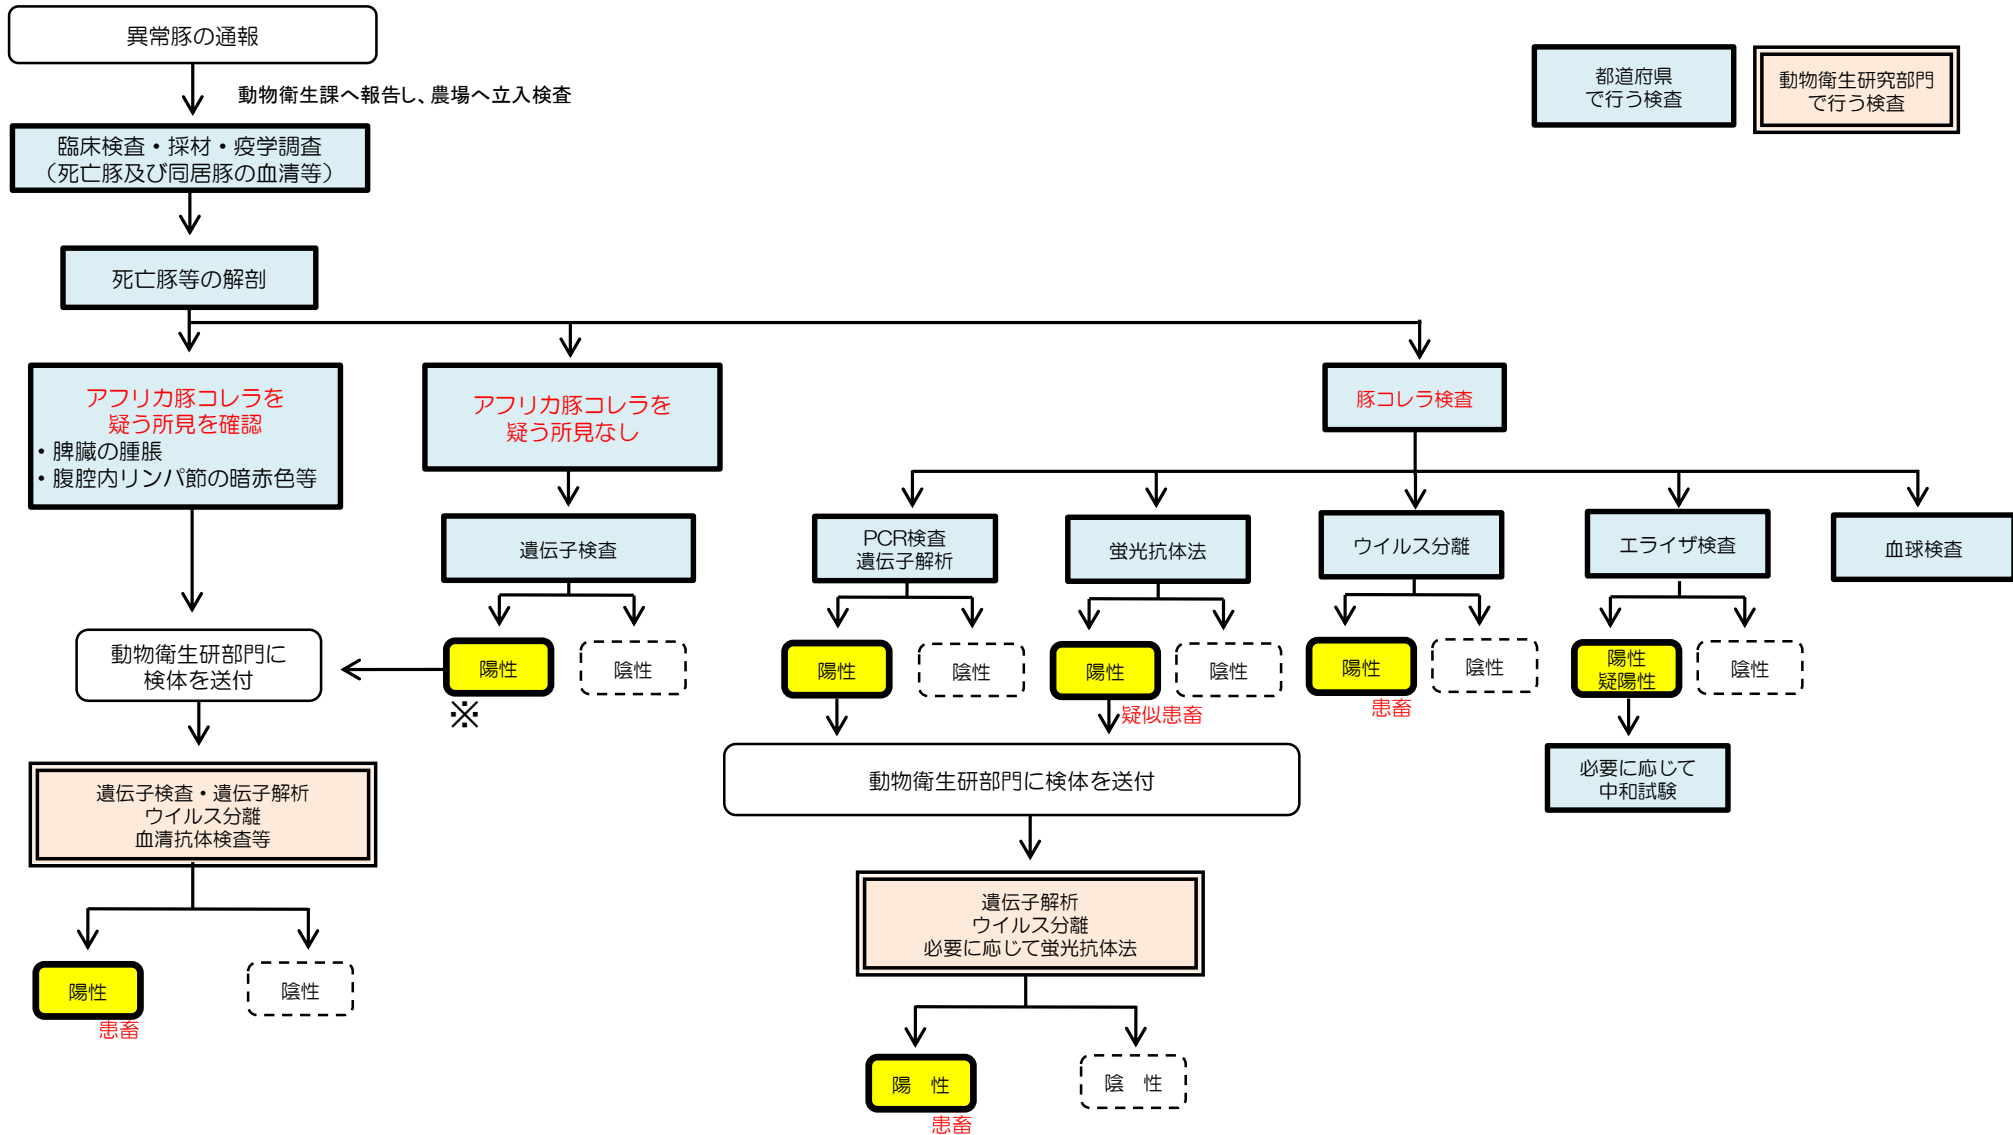 異常豚の通報
動物衛生課へ報告し、農場へ立入検査
都道府県
で行う検査
動物衛生研究部門
で行う検査
臨床検査・採材・疫学調査
（死亡豚及び同居豚の血清等）
死亡豚等の解剖
アフリカ豚コレラを
疑う所見を確認
・脾臓の腫脹
・腹腔内リンパ節の暗赤色等
アフリカ豚コレラを
疑う所見なし
豚コレラ検査
遺伝子検査
PCR検査
遺伝子解析
蛍光抗体法
ウイルス分離
エライザ検査
血球検査
動物衛生研部門に
検体を送付
陽性
※
陰性
陽性
陰性
陽性
疑似患畜
陰性
陽性
患畜
陰性
陽性
疑陽性
陰性
動物衛生研部門に検体を送付
必要に応じて
中和試験
遺伝子検査・遺伝子解析
ウイルス分離
血清抗体検査等
遺伝子解析
ウイルス分離
必要に応じて蛍光抗体法
陽性
患畜
陰性
陽　性
患畜
陰　性